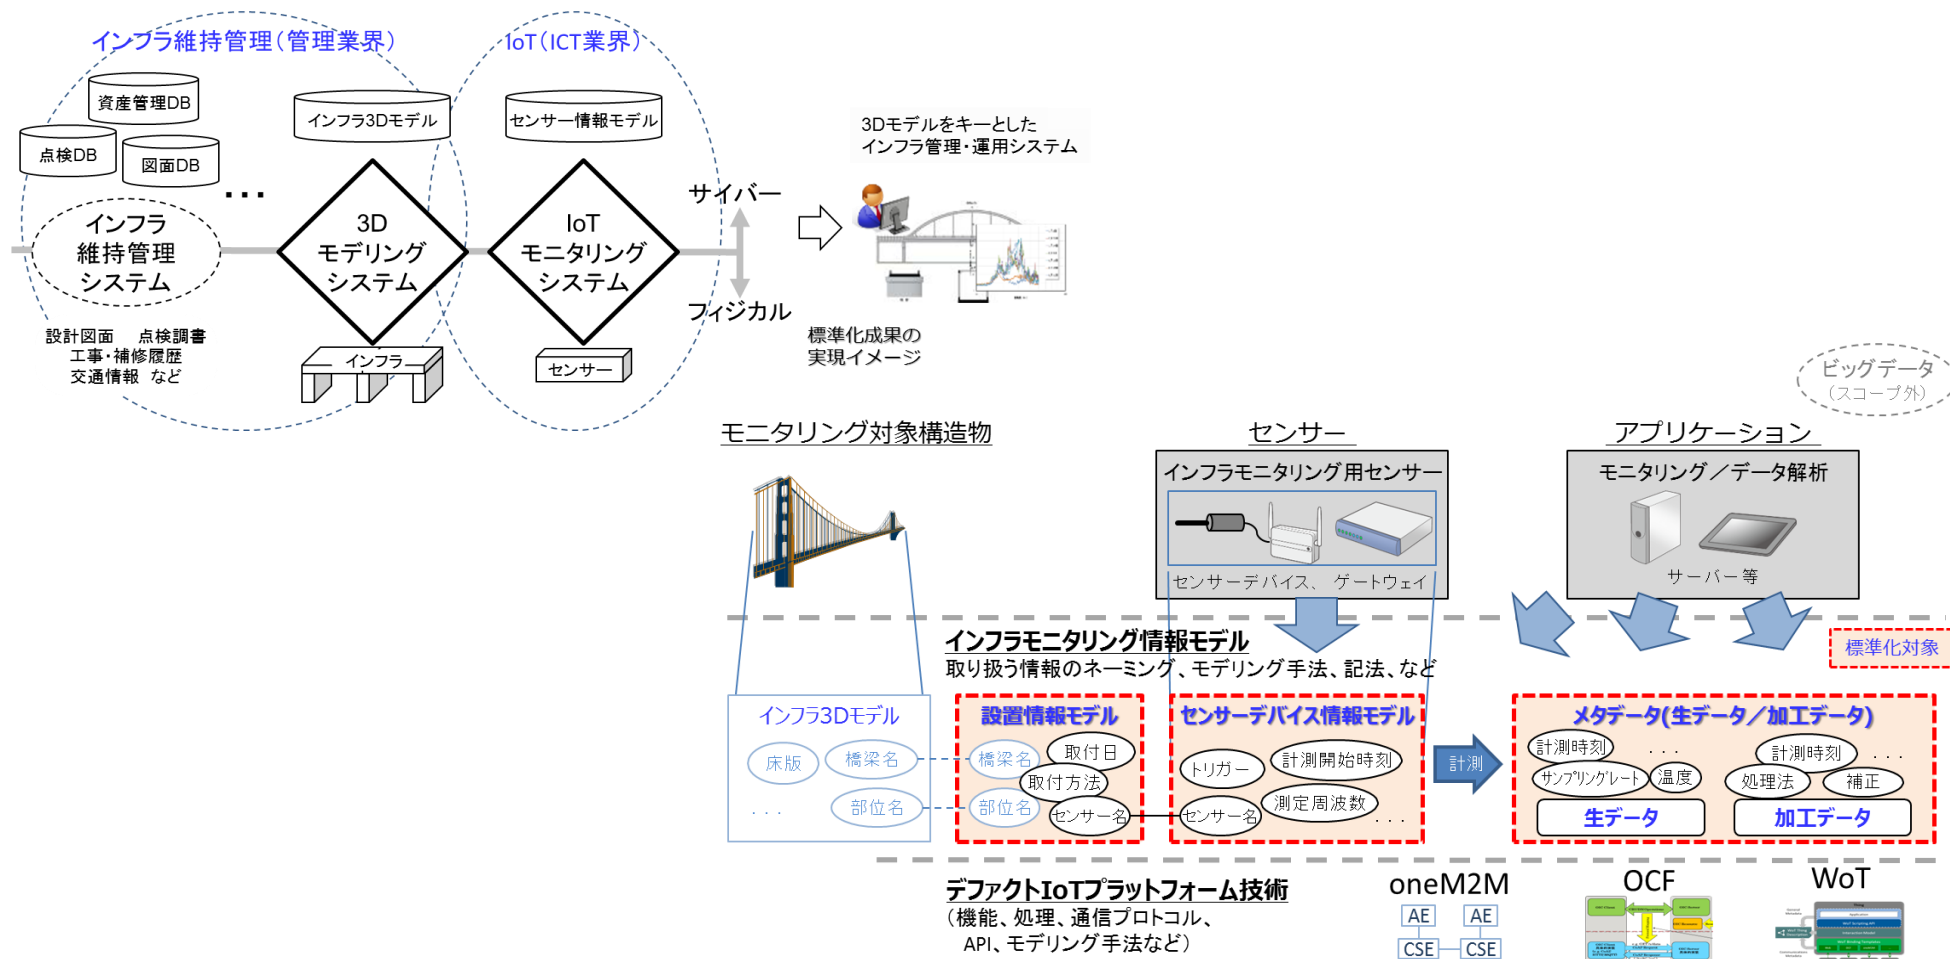 インフラ維持管理(管理業界)
IoT(ICT業界)
資産管理DB
点検DB
図面DB
・・・
インフラ3Dモデル
センサー情報モデル
インフラ
維持管理
システム
3D
モデリング
システム
IoT
モニタリング
システム
サイバー
フィジカル
設計図面 点検調書
工事・補修履歴
交通情報 など
インフラ
センサー
3Dモデルをキーとした
インフラ管理・運用システム
標準化成果の
実現イメージ
ビッグデータ
(スコープ外)
モニタリング対象構造物
センサー
アプリケーション
インフラモニタリング用センサー
センサーデバイス、 ゲートウェイ
モニタリング/データ解析
サーバー等
インフラモニタリング情報モデル
取り扱う情報のネーミング、モデリング手法、記法、など
標準化対象
インフラ3Dモデル
床版
橋梁名
部位名
・・・
設置情報モデル
橋梁名
取付日
取付方法
部位名
センサー名
センサーデバイス情報モデル
トリガー
計測開始時刻
センサー名
測定周波数
・・・
計測
メタデータ(生データ/加工データ)
計測時刻
・・・
サンプリングレート
温度
生データ
計測時刻
・・・
処理法
補正
加工データ
デファクトIoTプラットフォーム技術
(機能、処理、通信プロトコル、
API、モデリング手法など)
oneM2M
AE
AE
CSE
CSE
OCF
WoT